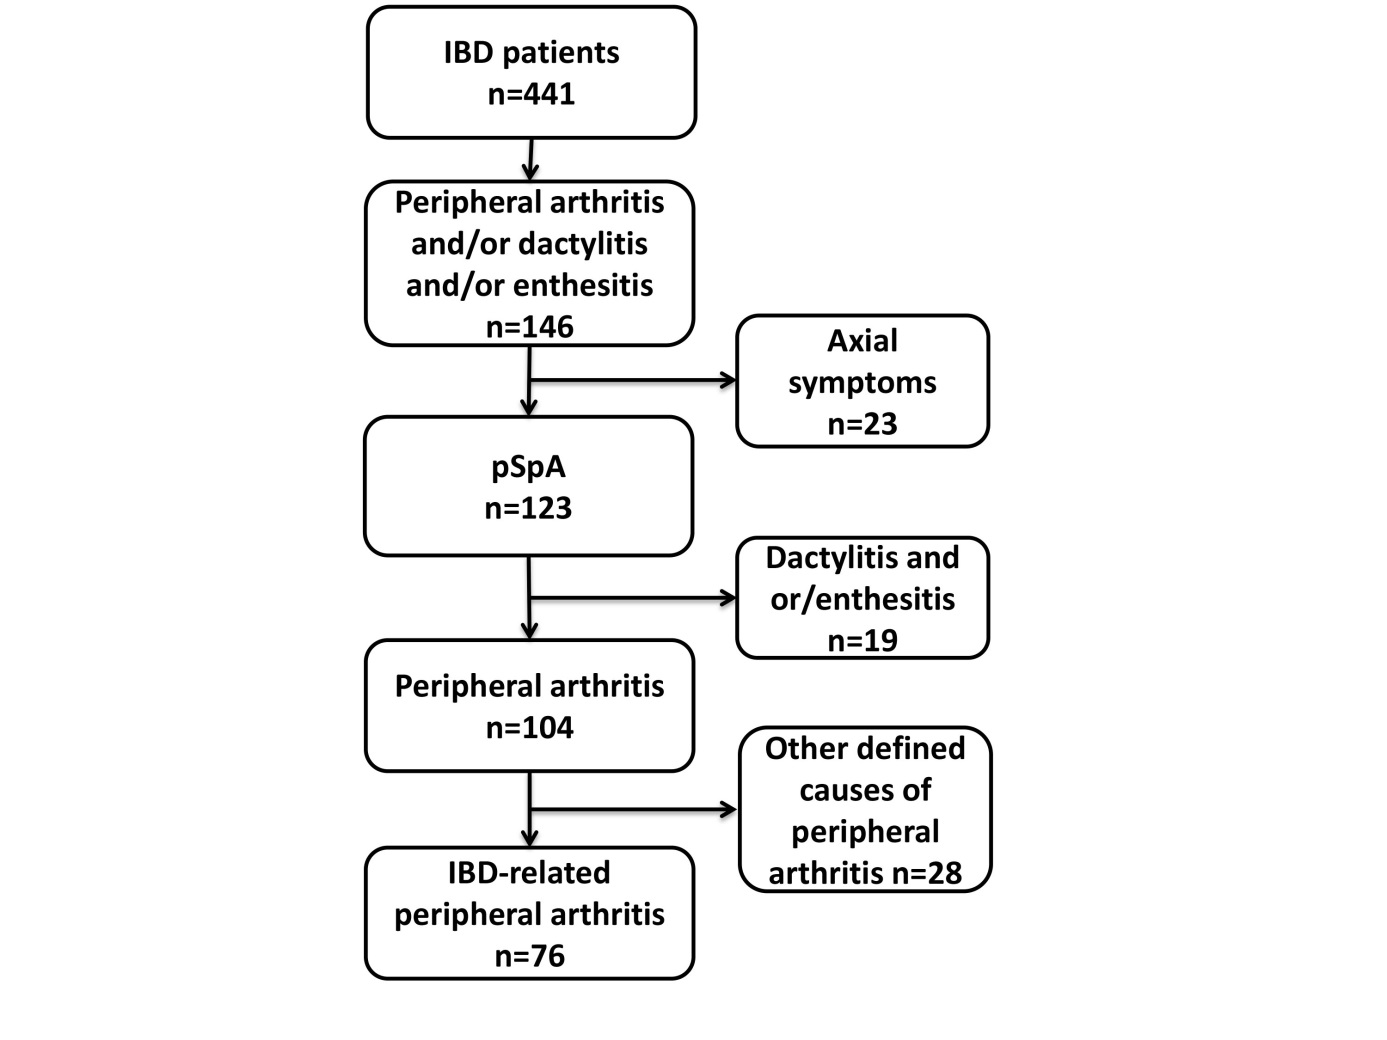 IBD patients
n=441
Peripheral arthritis
and/or dactylitis
and/or enthesitis
n=146
Axial
symptoms
n=23
pSpA
n=123
Dactylitis and
or/enthesitis
n=19
Peripheral arthritis
n=104
Other defined
causes of
peripheral
arthritis n=28
IBD-related
peripheral arthritis
n=76